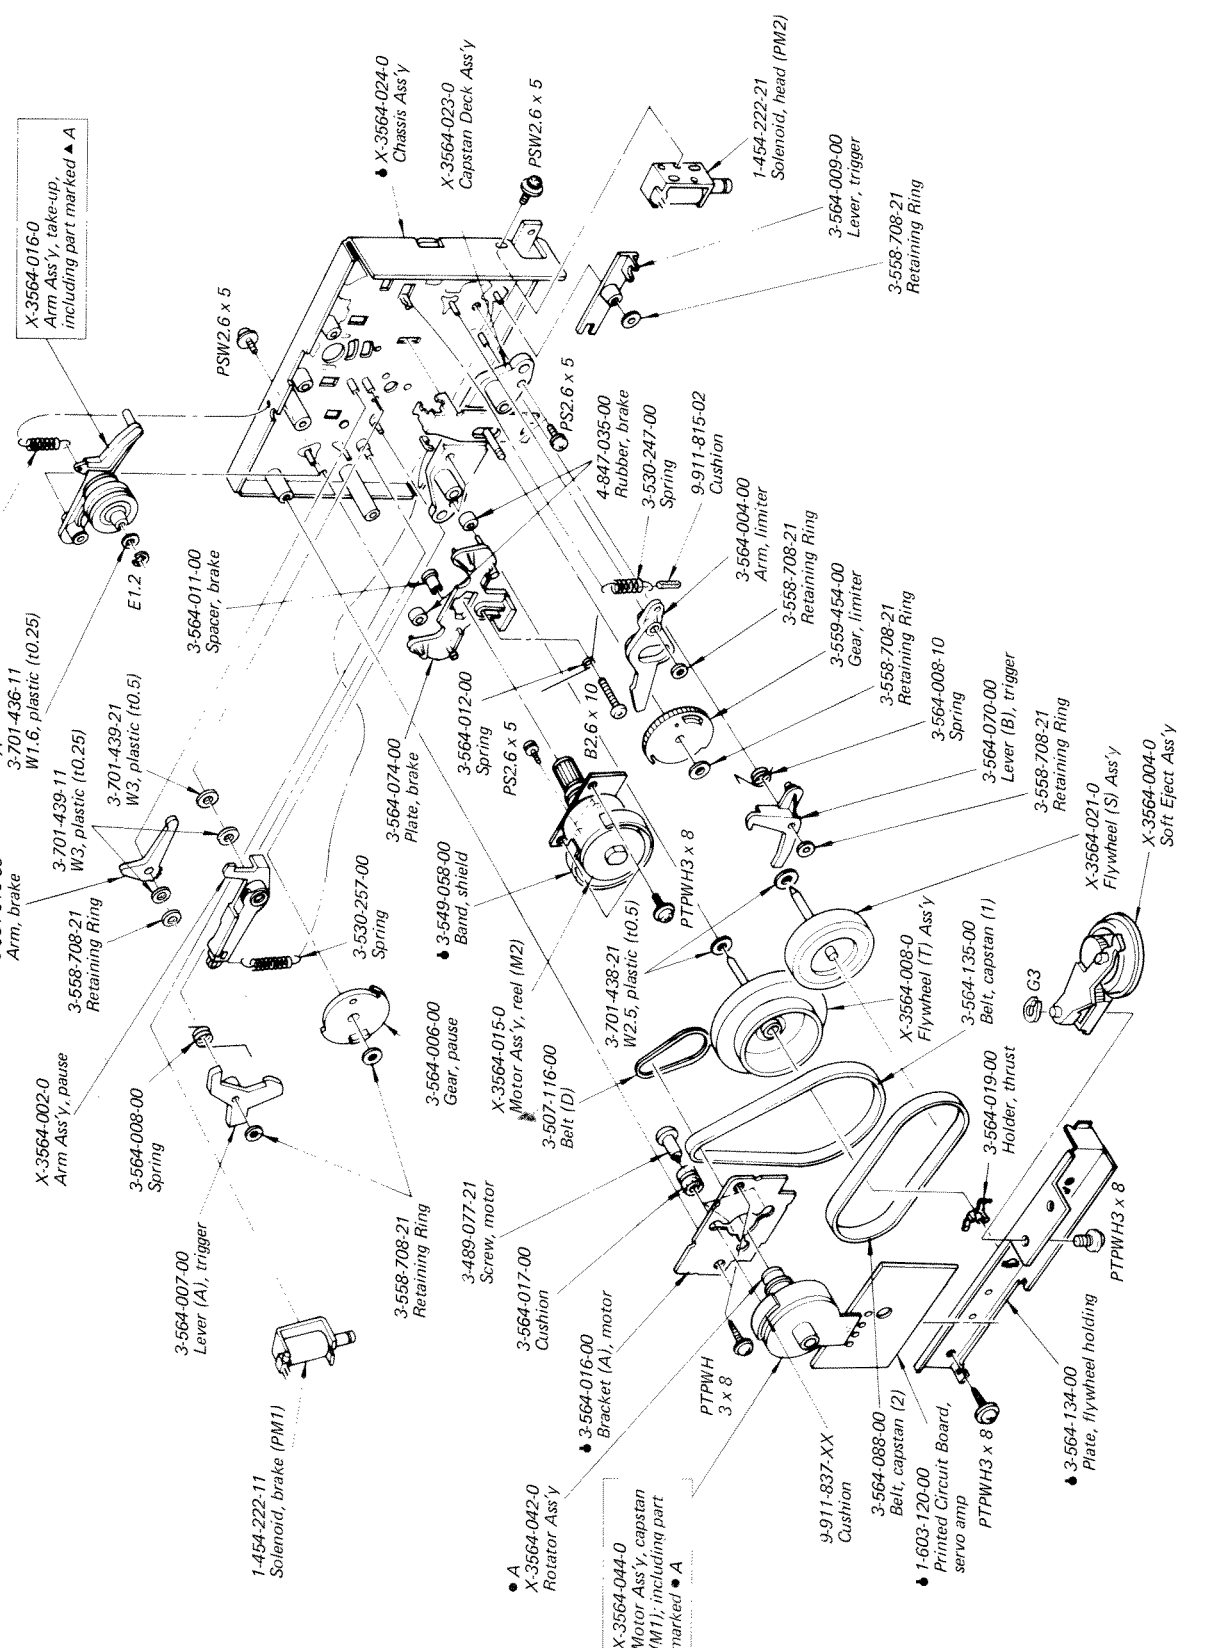 X-3564-016-0
Arm Ass'y, take-up,
including part marked ▲ A
PSW2.6 x 5
X-3564-024-0
Chassis Ass'y
X-3564-023-0
Capstan Deck Ass'y
PSW2.6 x 5
1-454-222-21
Solenoid, head (PM2)
3-564-009-00
Lever, trigger
3-558-708-21
Retaining Ring
3-701-436-11
W1.6, plastic (t0.25)
E1.2
3-564-011-00
Spacer, brake
PS2.6 x 5
4-847-035-00
Rubber, brake
3-530-247-00
Spring
9-911-815-02
Cushion
3-564-004-00
Arm, limiter
3-558-708-21
Retaining Ring
3-559-454-00
Gear, limiter
3-558-708-21
Retaining Ring
3-564-008-10
Spring
3-564-070-00
Lever (B), trigger
3-558-708-21
Retaining Ring
X-3564-021-0
Flywheel (S) Ass'y
X-3564-004-0
Soft Eject Ass'y
Arm, brake
3-701-439-11
W3, plastic (t0.25)
3-701-439-21
W3, plastic (t0.5)
3-558-708-21
Retaining Ring
3-564-074-00
Plate, brake
3-564-012-00
Spring
PS2.6 x 5
B2.6 x 10
3-530-257-00
Spring
3-549-058-00
Band, shield
PTPWH3 x 8
X-3564-002-0
Arm Ass'y, pause
3-564-008-00
Spring
3-564-006-00
Gear, pause
X-3564-015-0
Motor Ass'y, reel (M2)
3-507-116-00
Belt (D)
3-701-438-21
W2.5, plastic (t0.5)
X-3564-008-0
Flywheel (T) Ass'y
3-564-135-00
Belt, capstan (1)
G3
3-564-019-00
Holder, thrust
3-564-007-00
Lever (A), trigger
3-558-708-21
Retaining Ring
3-489-077-21
Screw, motor
3-564-017-00
Cushion
PTPWH3 x 8
1-454-222-11
Solenoid, brake (PM1)
3-564-016-00
Bracket (A), motor
PTPWH
3 x 8
● A
X-3564-042-0
Rotator Ass'y
X-3564-044-0
Motor Ass'y, capstan
(M1); including part
marked ● A
9-911-837-XX
Cushion
3-564-088-00
Belt, capstan (2)
1-603-120-00
Printed Circuit Board,
servo amp
PTPWH3 x 8
3-564-134-00
Plate, flywheel holding